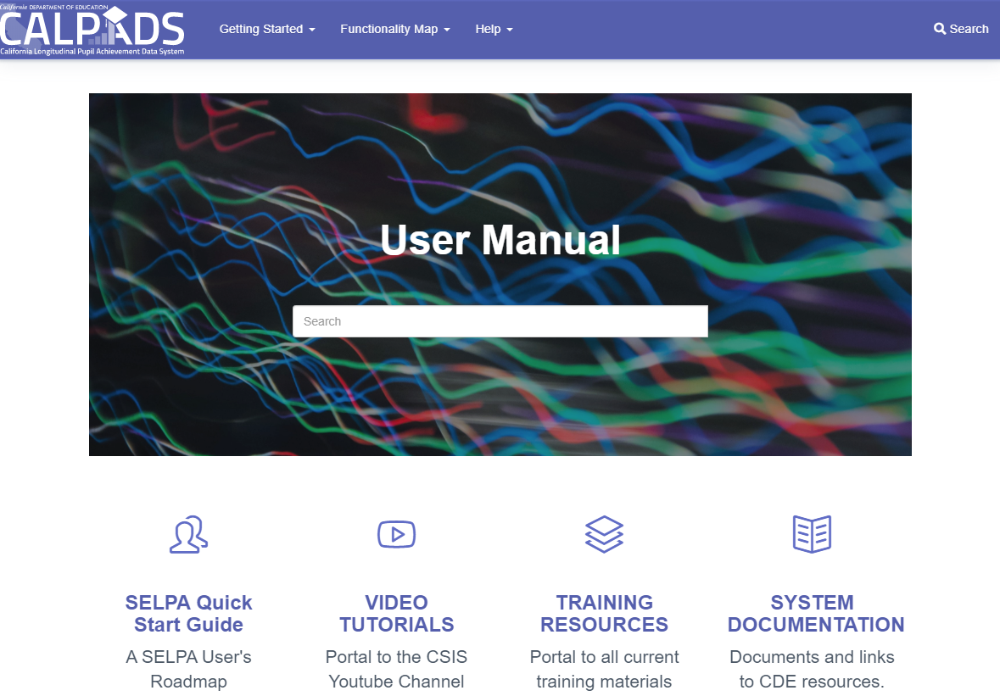 California DEPARTMENT OF EDUCATION
CALPADS
California Longitudinal Pupil Achievement Data System
Getting Started
Functionality Map
Help
Search
User Manual
Search
SELPA Quick
Start Guide
A SELPA User's
Roadmap
VIDEO
TUTORIALS
Portal to the CSIS
Youtube Channel
TRAINING
RESOURCES
Portal to all current
training materials
SYSTEM
DOCUMENTATION
Documents and links
to CDE resources.